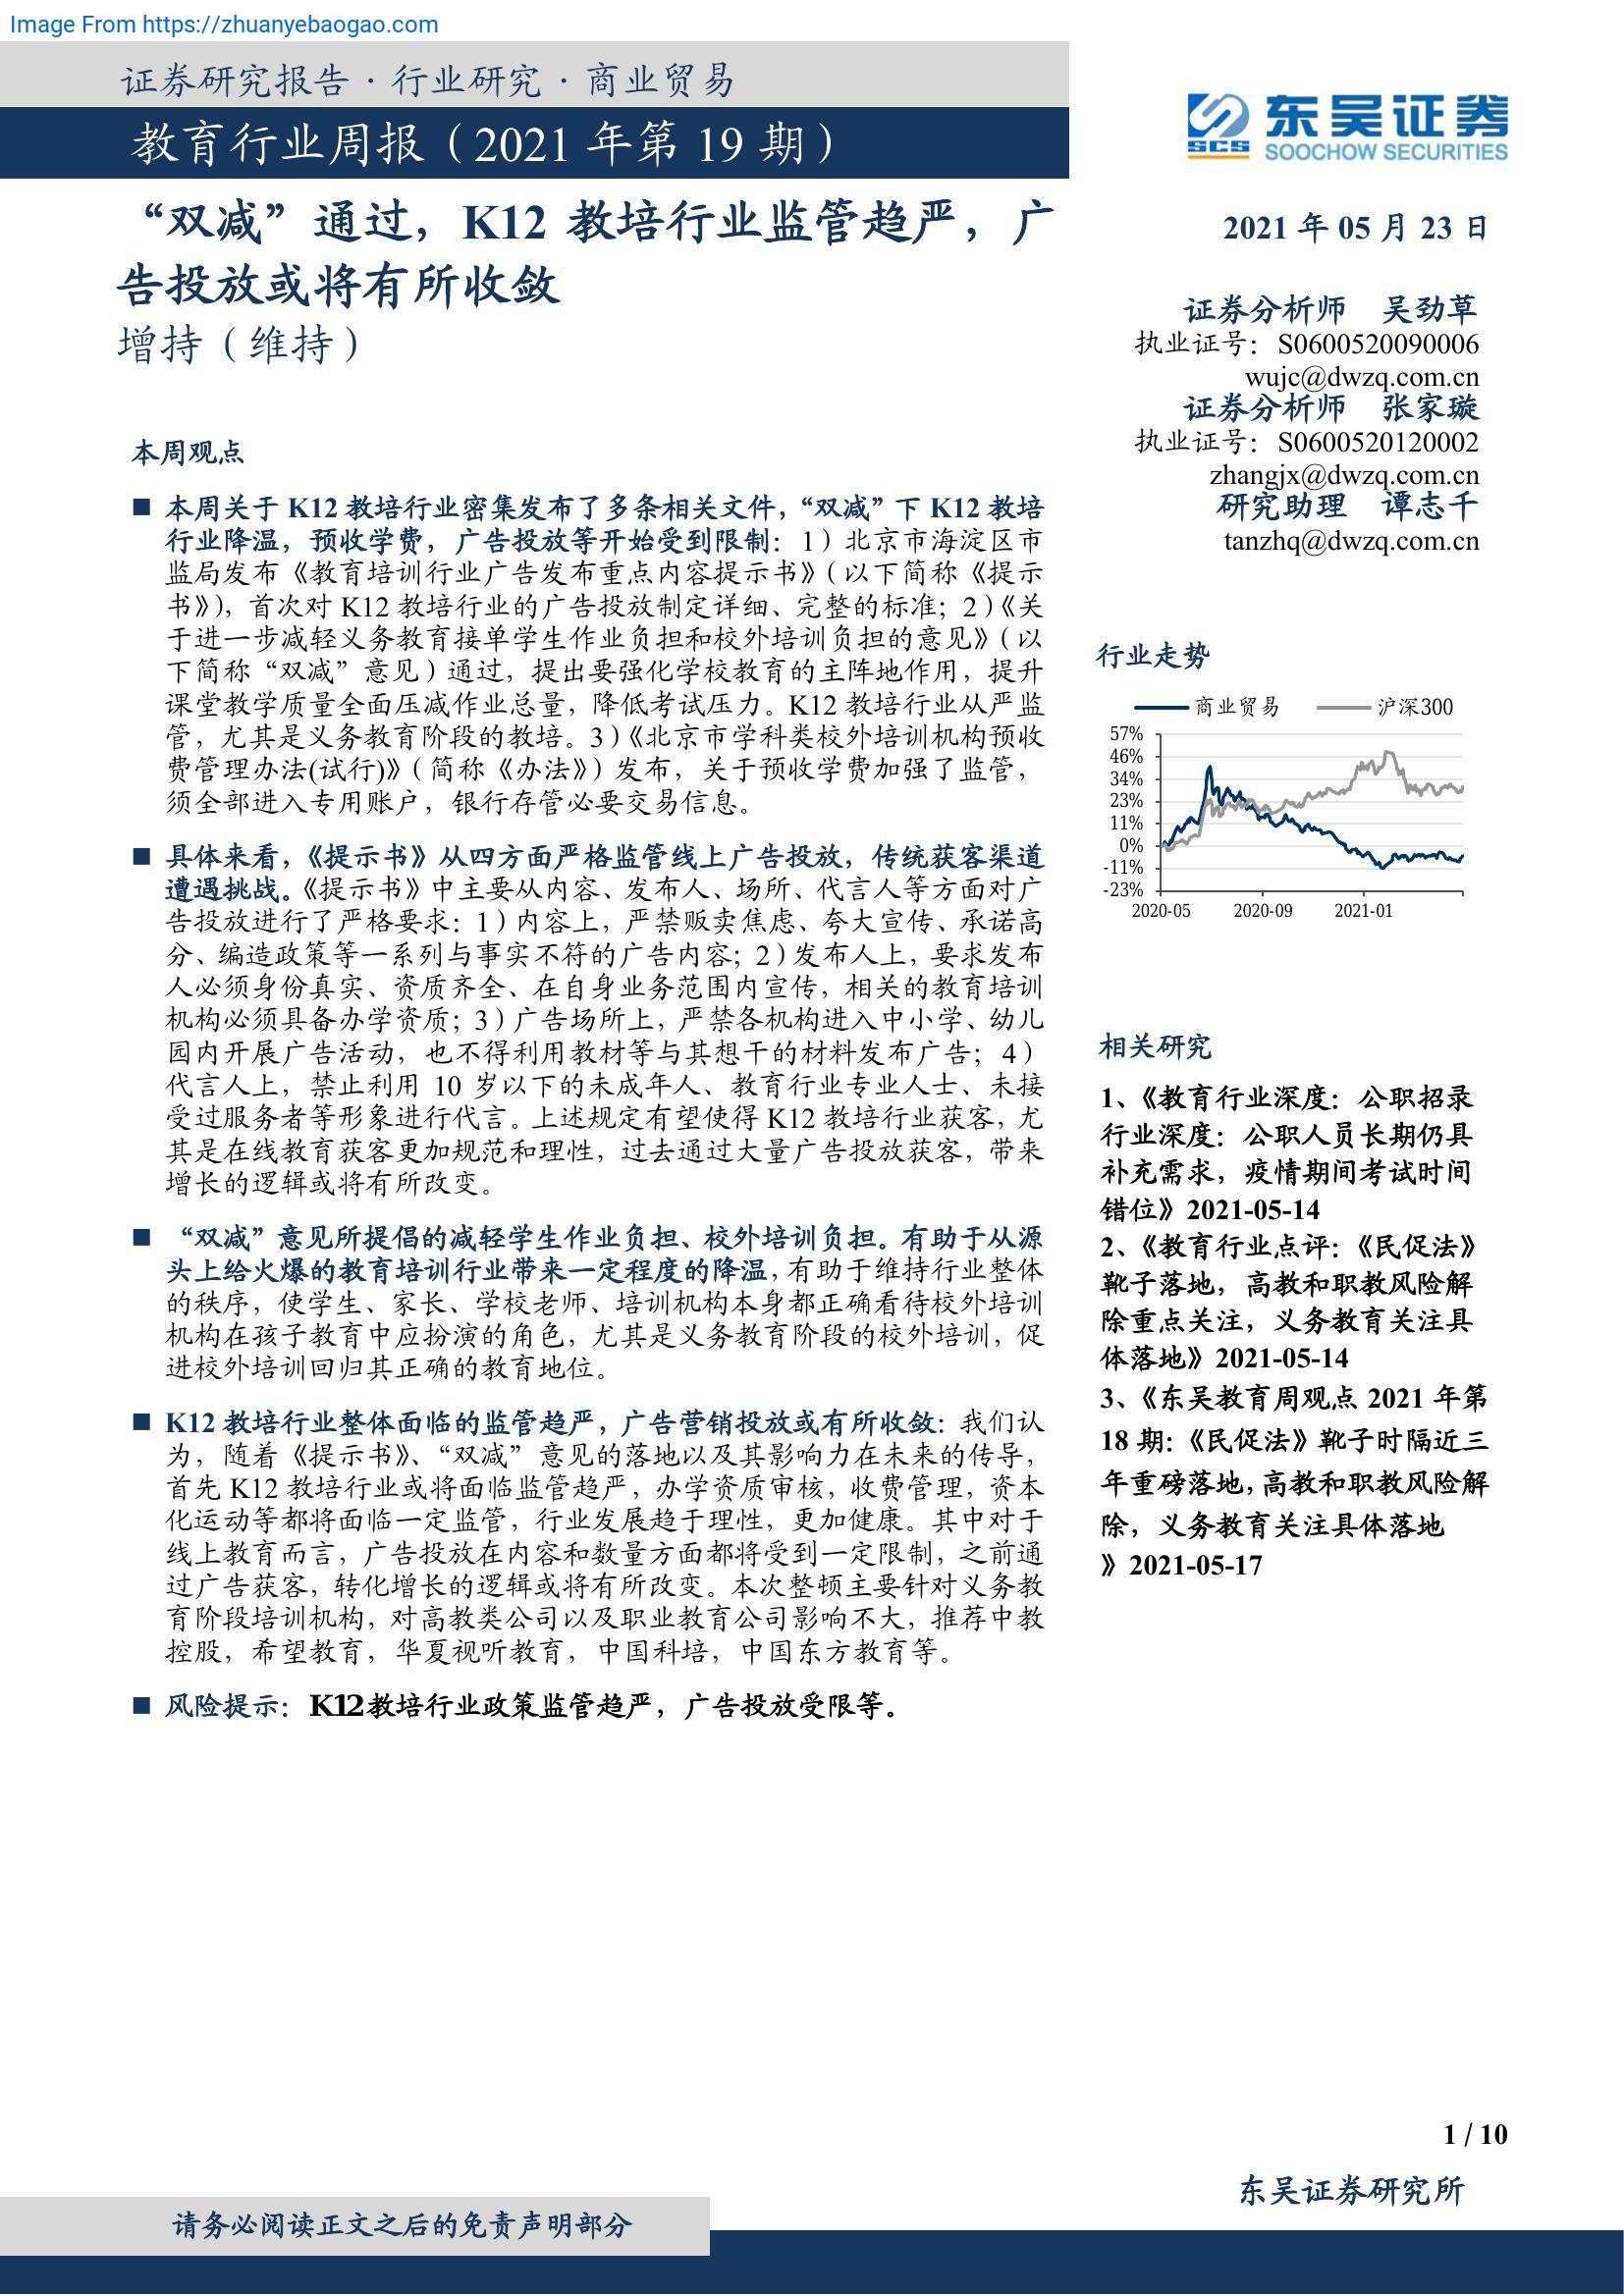 Image From https://zhuanyebaogao.com
证券研究报告·行业研究·商业贸易
教育行业周报（2021 年第 19 期）
东吴证券
SCS SOOCHOW SECURITIES
“双减”通过，K12 教培行业监管趋严，广
告投放或将有所收敛
增持（维持）
2021 年 05 月 23 日
证券分析师 吴劲草
执业证号：S0600520090006
wujc@dwzq.com.cn
证券分析师 张家璇
执业证号：S0600520120002
zhangjx@dwzq.com.cn
研究助理 谭志千
tanzhq@dwzq.com.cn
本周观点
■ 本周关于 K12 教培行业密集发布了多条相关文件，“双减”下 K12 教培
行业降温，预收学费，广告投放等开始受到限制：1）北京市海淀区市
监局发布《教育培训行业广告发布重点内容提示书》（以下简称《提示
书》），首次对 K12 教培行业的广告投放制定详细、完整的标准；2）《关
于进一步减轻义务教育接单学生作业负担和校外培训负担的意见》（以
下简称“双减”意见）通过，提出要强化学校教育的主阵地作用，提升
课堂教学质量全面压减作业总量，降低考试压力。K12 教培行业从严监
管，尤其是义务教育阶段的教培。3）《北京市学科类校外培训机构预收
费管理办法(试行)》（简称《办法》）发布，关于预收学费加强了监管，
须全部进入专用账户，银行存管必要交易信息。
■ 具体来看，《提示书》从四方面严格监管线上广告投放，传统获客渠道
遭遇挑战。《提示书》中主要从内容、发布人、场所、代言人等方面对广
告投放进行了严格要求：1）内容上，严禁贩卖焦虑、夸大宣传、承诺高
分、编造政策等一系列与事实不符的广告内容；2）发布人上，要求发布
人必须身份真实、资质齐全、在自身业务范围内宣传，相关的教育培训
机构必须具备办学资质；3）广告场所上，严禁各机构进入中小学、幼儿
园内开展广告活动，也不得利用教材等与其想干的材料发布广告；4）
代言人上，禁止利用 10 岁以下的未成年人、教育行业专业人士、未接
受过服务者等形象进行代言。上述规定有望使得 K12 教培行业获客，尤
其是在线教育获客更加规范和理性，过去通过大量广告投放获客，带来
增长的逻辑或将有所改变。
■ “双减”意见所提倡的减轻学生作业负担、校外培训负担。有助于从源
头上给火爆的教育培训行业带来一定程度的降温，有助于维持行业整体
的秩序，使学生、家长、学校老师、培训机构本身都正确看待校外培训
机构在孩子教育中应扮演的角色，尤其是义务教育阶段的校外培训，促
进校外培训回归其正确的教育地位。
■ K12 教培行业整体面临的监管趋严，广告营销投放或有所收敛：我们认
为，随着《提示书》、“双减”意见的落地以及其影响力在未来的传导，
首先 K12 教培行业或将面临监管趋严，办学资质审核，收费管理，资本
化运动等都将面临一定监管，行业发展趋于理性，更加健康。其中对于
线上教育而言，广告投放在内容和数量方面都将受到一定限制，之前通
过广告获客，转化增长的逻辑或将有所改变。本次整顿主要针对义务教
育阶段培训机构，对高教类公司以及职业教育公司影响不大，推荐中教
控股，希望教育，华夏视听教育，中国科培，中国东方教育等。
■ 风险提示：K12教培行业政策监管趋严，广告投放受限等。
行业走势
商业贸易 沪深300
57%
46%
34%
23%
11%
0%
-11%
-23%
2020-05 2020-09 2021-01
相关研究
1、《教育行业深度：公职招录
行业深度：公职人员长期仍具
补充需求，疫情期间考试时间
错位》2021-05-14
2、《教育行业点评：《民促法》
靴子落地，高教和职教风险解
除重点关注，义务教育关注具
体落地》2021-05-14
3、《东吴教育周观点 2021 年第
18 期：《民促法》靴子时隔近三
年重磅落地，高教和职教风险解
除，义务教育关注具体落地
》2021-05-17
1 / 10
东吴证券研究所
请务必阅读正文之后的免责声明部分